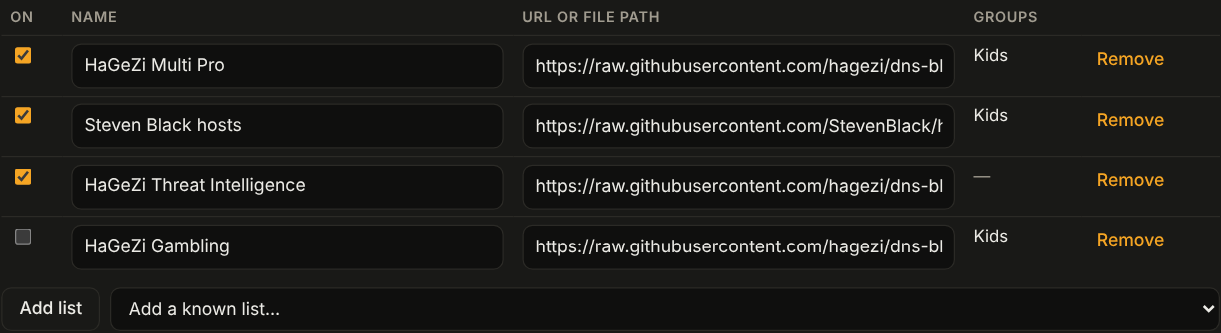 ON NAME URL OR FILE PATH GROUPS
HaGeZi Multi Pro https://raw.githubusercontent.com/hagezi/dns-bl Kids Remove
Steven Black hosts https://raw.githubusercontent.com/StevenBlack/h Kids Remove
HaGeZi Threat Intelligence https://raw.githubusercontent.com/hagezi/dns-bl — Remove
HaGeZi Gambling https://raw.githubusercontent.com/hagezi/dns-bl Kids Remove
Add list Add a known list...